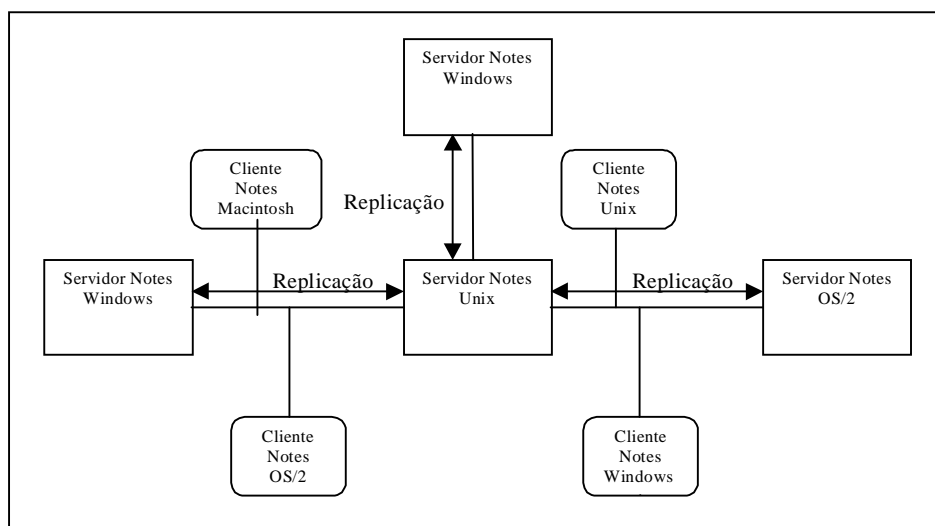 Servidor Notes
Windows
Cliente
Notes
Macintosh
Replicação
Cliente
Notes
Unix
Servidor Notes
Windows
Replicação
Servidor Notes
Unix
Replicação
Servidor Notes
OS/2
Cliente
Notes
OS/2
Cliente
Notes
Windows